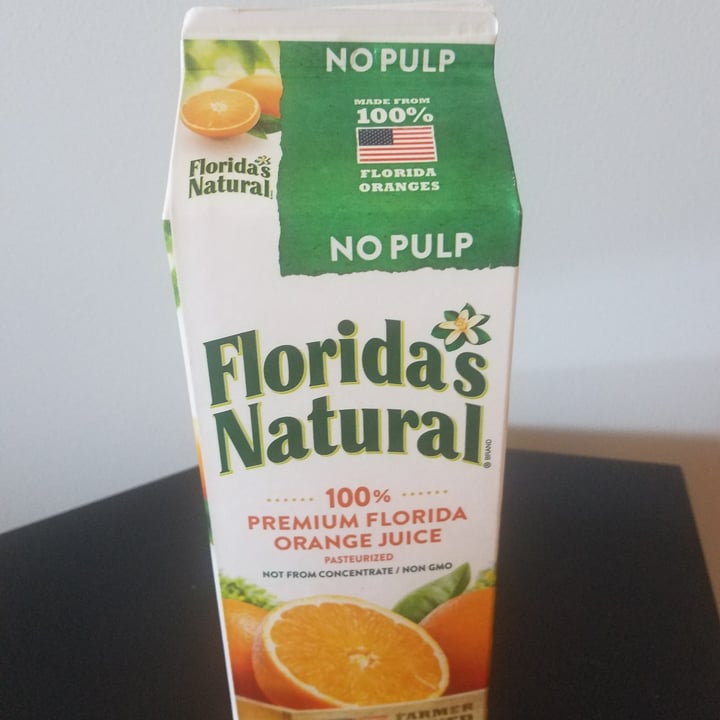 NO PULP
MADE FROM
100%
FLORIDA
ORANGES
Florida's
Natural
NO PULP
Florida's
Natural
® BRAND
100%
PREMIUM FLORIDA
ORANGE JUICE
PASTEURIZED
NOT FROM CONCENTRATE / NON GMO
FARMER